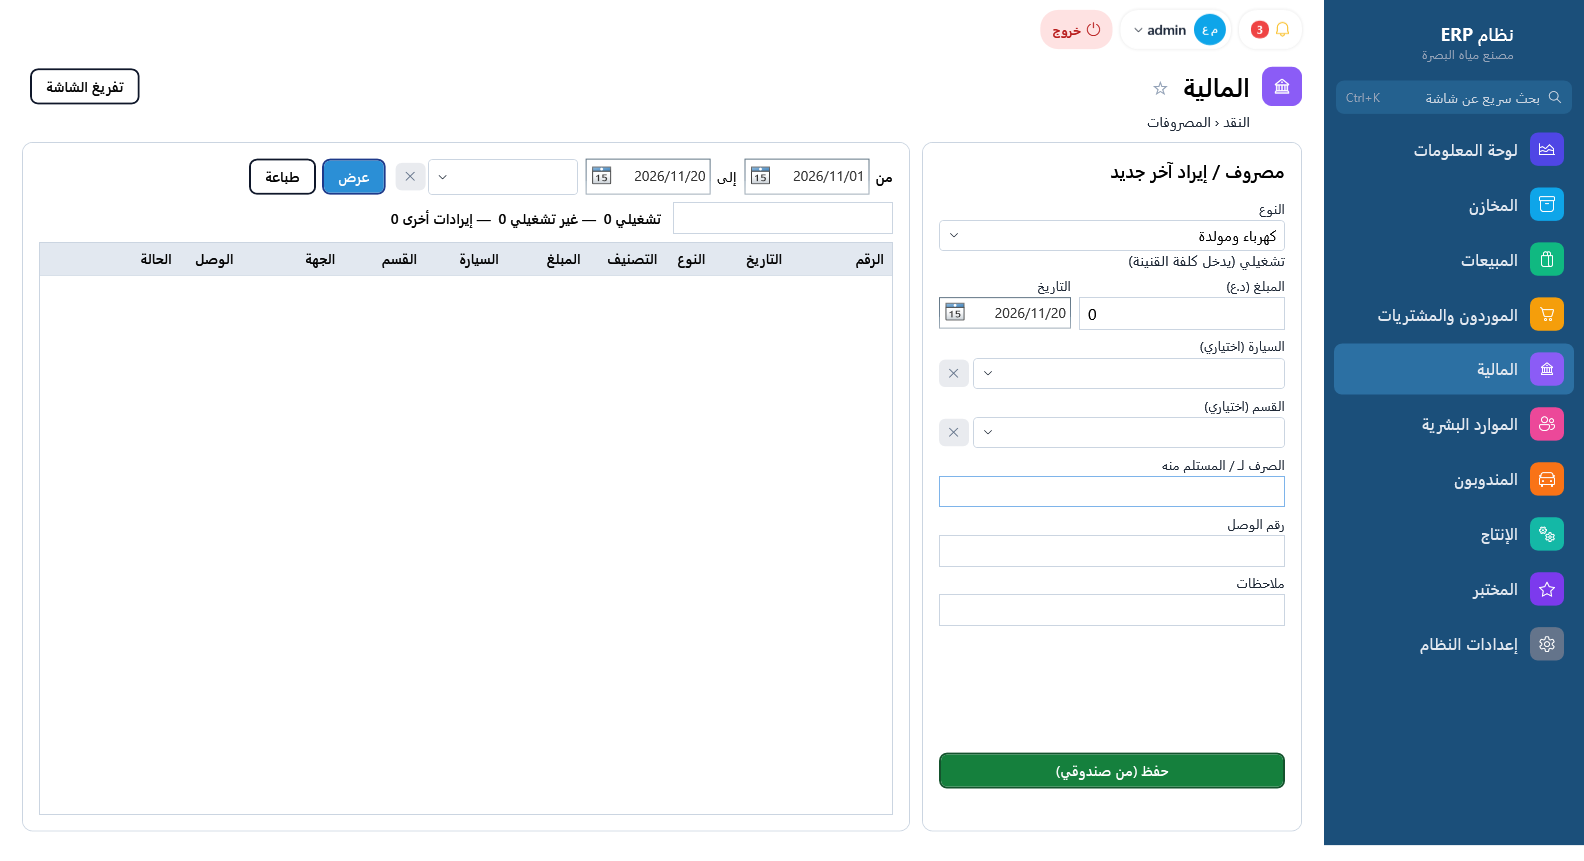 نظام ERP
مصنع مياه البصرة
بحث سريع عن شاشة Ctrl+K
لوحة المعلومات
المخازن
المبيعات
الموردون والمشتريات
المالية
الموارد البشرية
المندوبون
الإنتاج
المختبر
إعدادات النظام
3
م ع admin
خروج
المالية
النقد › المصروفات
تفريغ الشاشة
مصروف / إيراد آخر جديد
النوع
كهرباء ومولدة
تشغيلي (يدخل كلفة القنينة)
المبلغ (د.ع) التاريخ
0 2026/11/20 15
السيارة (اختياري)
القسم (اختياري)
الصرف لـ / المستلم منه
رقم الوصل
ملاحظات
حفظ (من صندوقي)
من 2026/11/01 15 إلى 2026/11/20 15 عرض طباعة
تشغيلي 0 — غير تشغيلي 0 — إيرادات أخرى 0
الرقم التاريخ النوع التصنيف المبلغ السيارة القسم الجهة الوصل الحالة